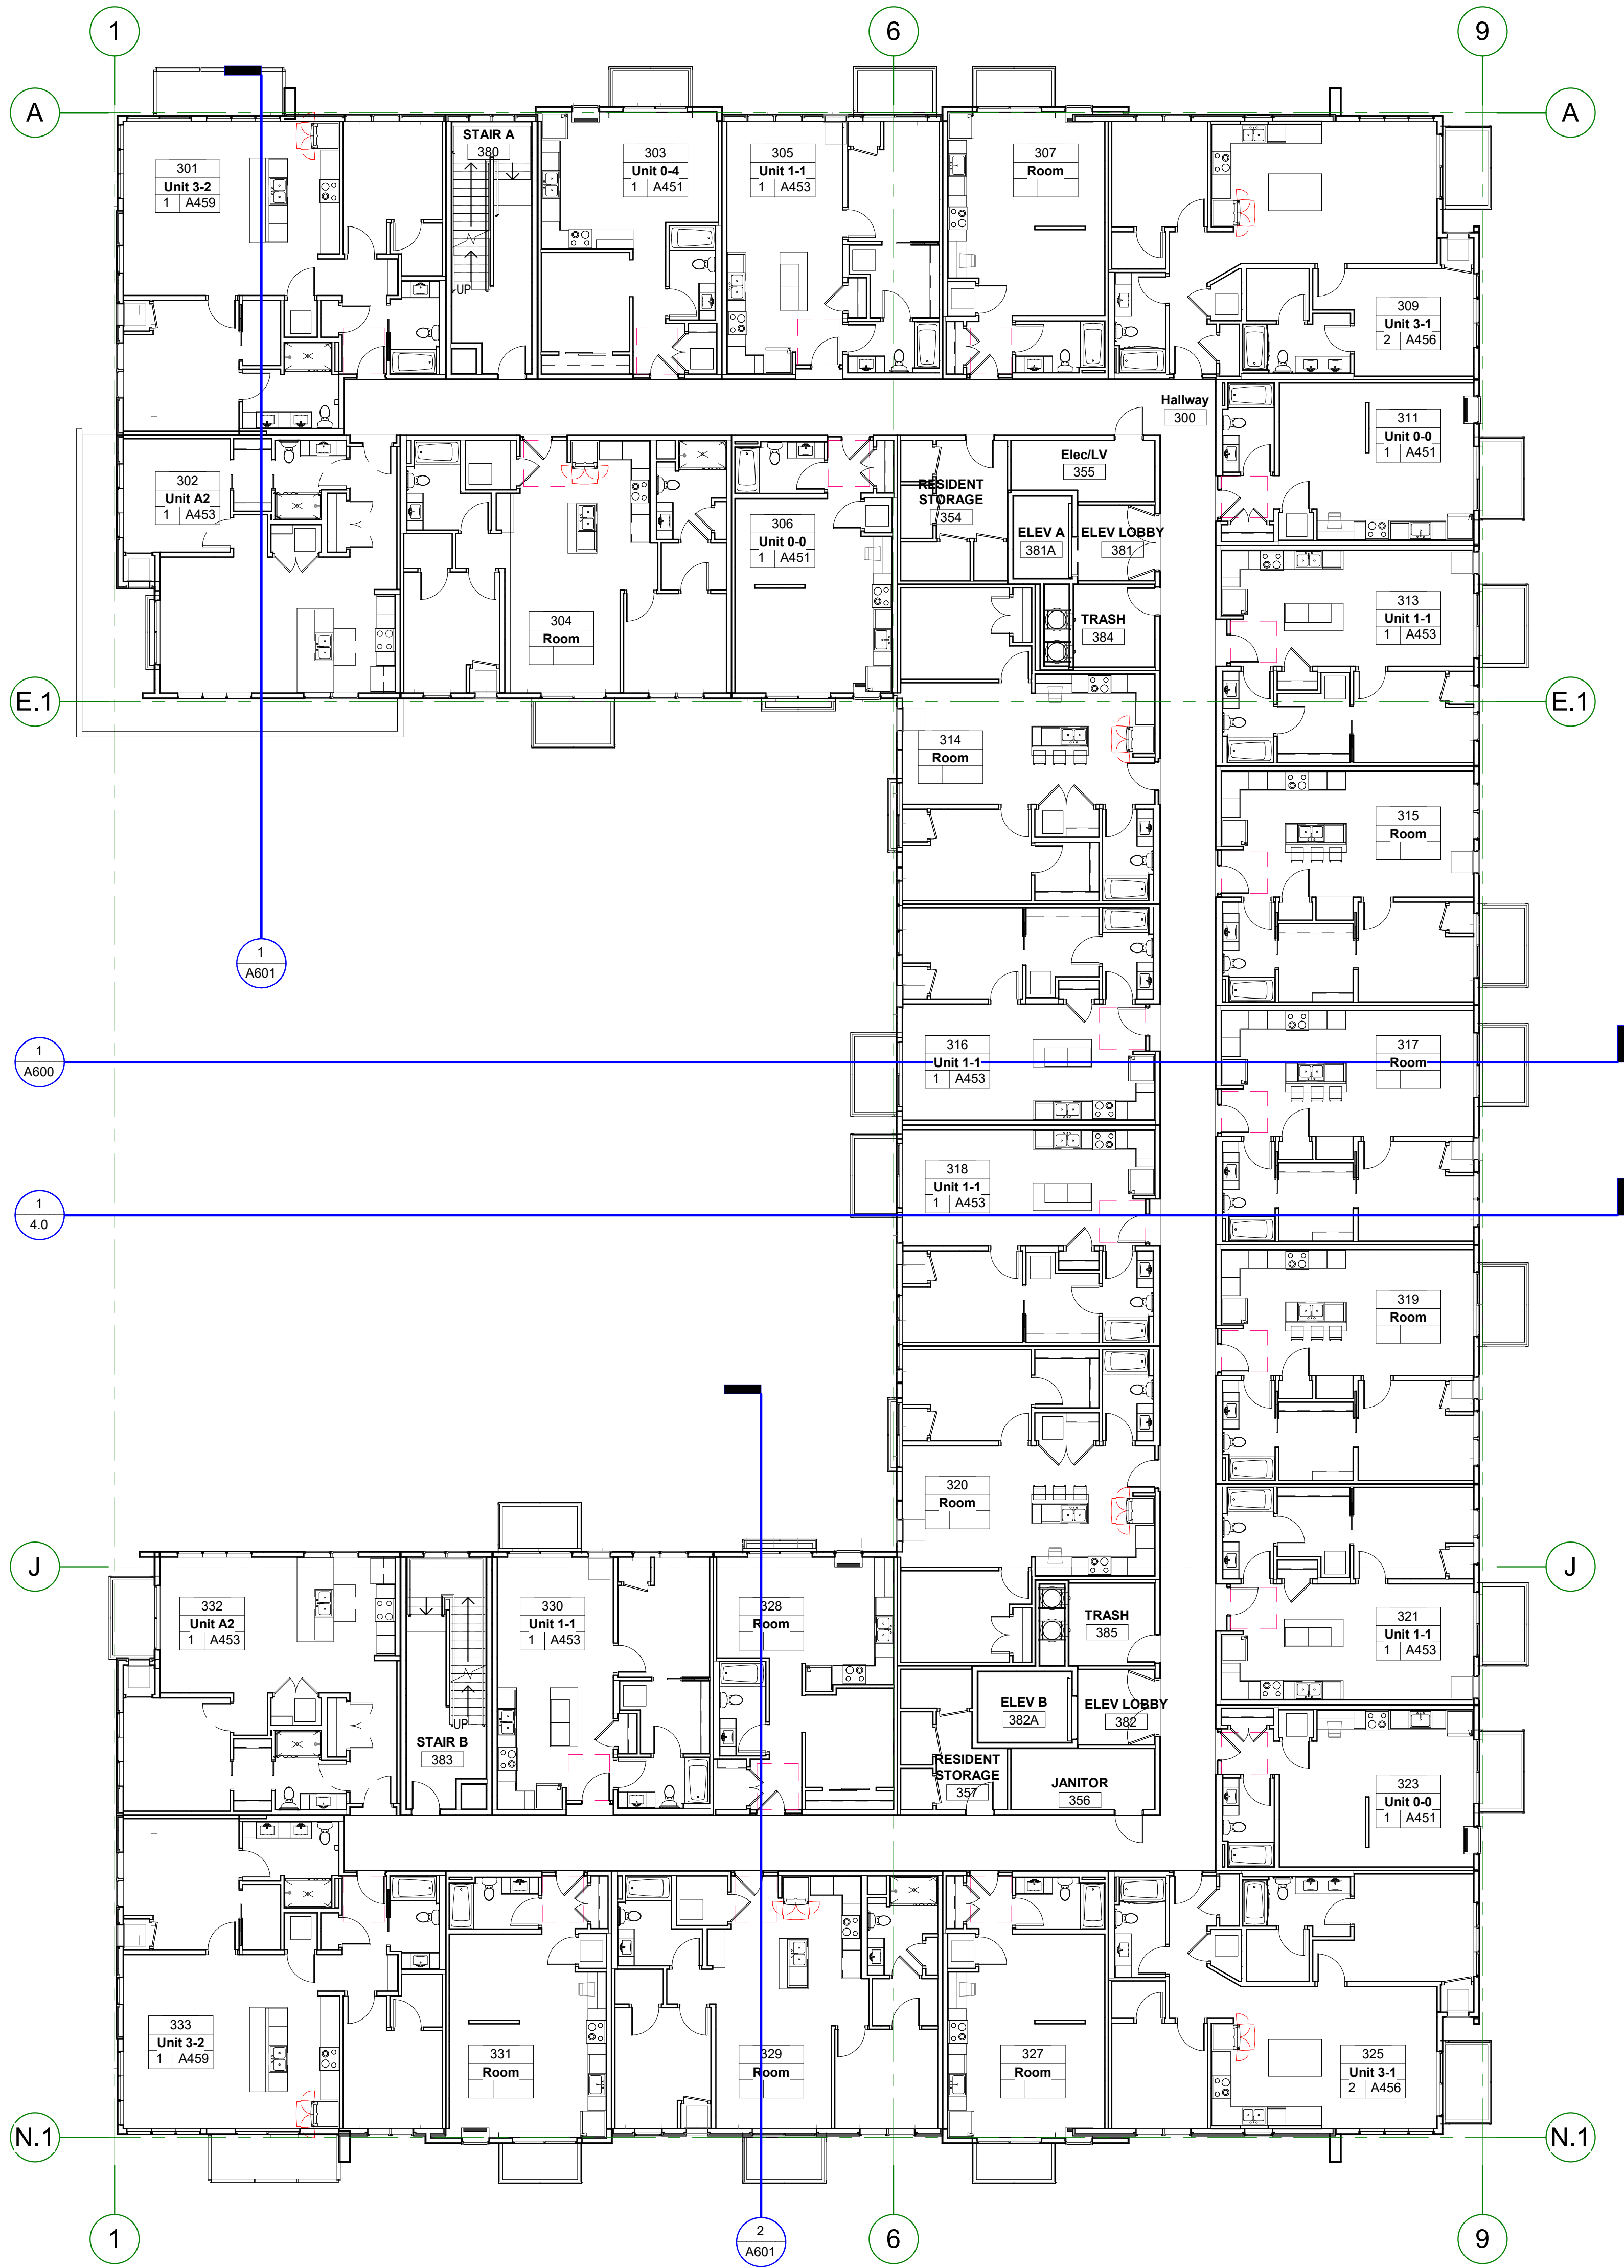 1
6
9
A
A
STAIR A
380
UP
301
Unit 3-2
1 A459
303
Unit 0-4
1 A451
305
Unit 1-1
1 A453
307
Room
309
Unit 3-1
2 A456
Hallway
300
302
Unit A2
1 A453
304
Room
306
Unit 0-0
1 A451
RESIDENT
STORAGE
354
Elec/LV
355
ELEV A
381A
ELEV LOBBY
381
TRASH
384
311
Unit 0-0
1 A451
313
Unit 1-1
1 A453
E.1
E.1
314
Room
315
Room
1
A601
1
A600
316
Unit 1-1
1 A453
317
Room
1
4.0
318
Unit 1-1
1 A453
319
Room
320
Room
J
J
332
Unit A2
1 A453
330
Unit 1-1
1 A453
328
Room
TRASH
385
321
Unit 1-1
1 A453
UP
STAIR B
383
ELEV B
382A
ELEV LOBBY
382
RESIDENT
STORAGE
357
JANITOR
356
323
Unit 0-0
1 A451
333
Unit 3-2
1 A459
331
Room
329
Room
327
Room
325
Unit 3-1
2 A456
N.1
N.1
1
2
A601
6
9